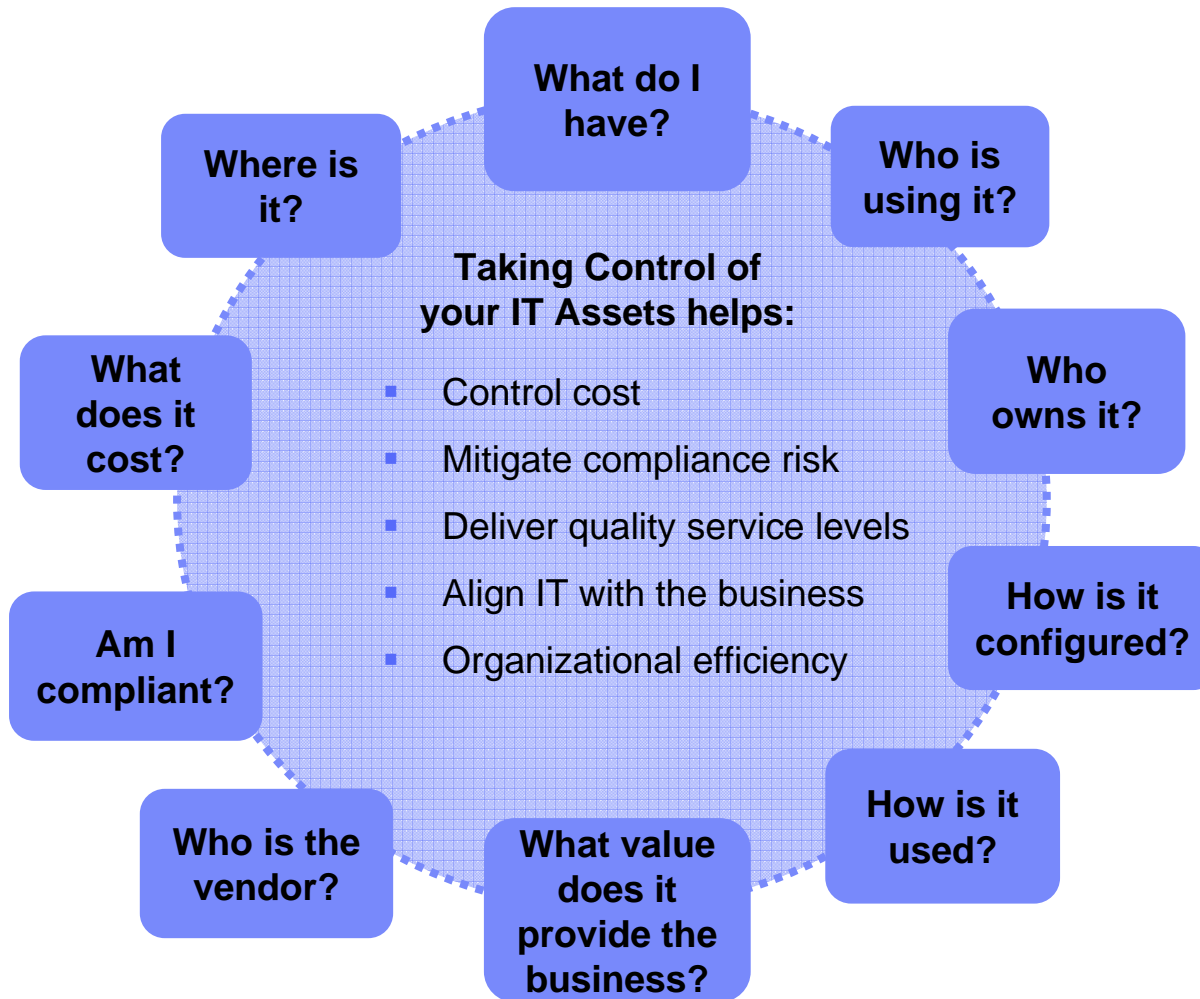 What do I
have?
Who is
using it?
Where is
it?
Taking Control of
your IT Assets helps:
Who
owns it?
What
does it
cost?
▪ Control cost
▪ Mitigate compliance risk
▪ Deliver quality service levels
▪ Align IT with the business
▪ Organizational efficiency
How is it
configured?
Am I
compliant?
How is it
used?
Who is the
vendor?
What value
does it
provide the
business?